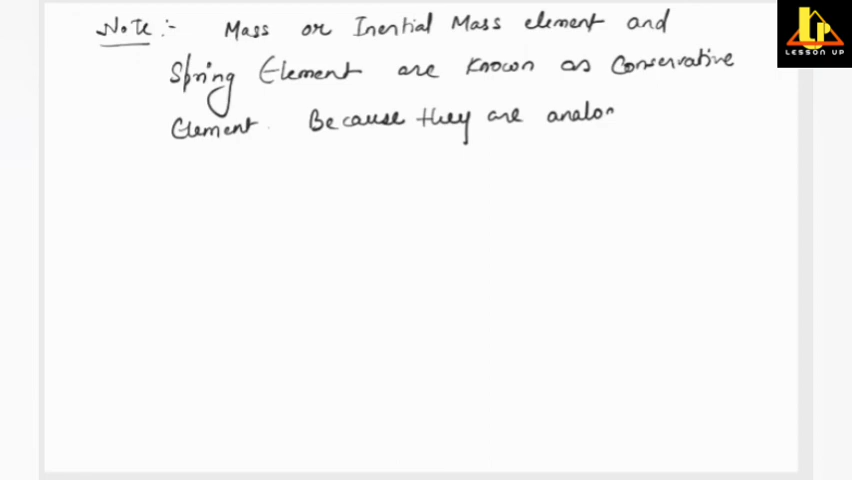 Note :- Mass or Inertial Mass element and
Spring Element are known as Conservative
Element. Because they are analo
LESSON UP